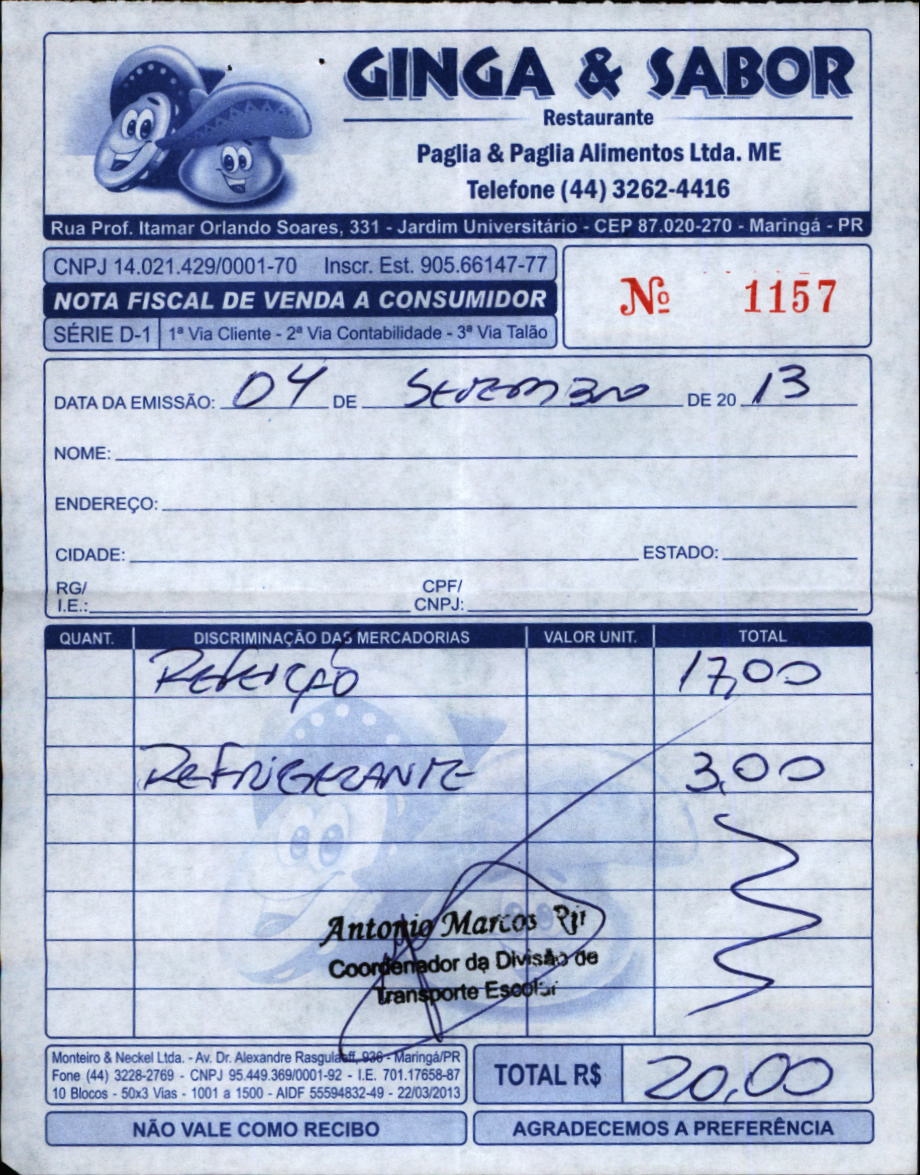 GINGA & SABOR
Restaurante
Paglia & Paglia Alimentos Ltda. ME
Telefone (44) 3262-4416
Rua Prof. Itamar Orlando Soares, 331 - Jardim Universitário - CEP 87.020-270 - Maringá - PR
CNPJ 14.021.429/0001-70 Inscr. Est. 905.66147-77
NOTA FISCAL DE VENDA A CONSUMIDOR
SÉRIE D-1 1ª Via Cliente - 2ª Via Contabilidade - 3ª Via Talão
Nº 1157
DATA DA EMISSÃO: 04 DE Setembro DE 20 13
NOME:
ENDEREÇO:
CIDADE: ESTADO:
RG/ I.E.: CPF/ CNPJ:
QUANT. DISCRIMINAÇÃO DAS MERCADORIAS VALOR UNIT. TOTAL
Refeição 17,00
Refrigerante 3,00
Antonio Marcos
Coordenador da Divisão de
Transporte Escolar
Monteiro & Neckel Ltda. - Av. Dr. Alexandre Rasgulaeff, 936 - Maringá/PR
Fone (44) 3228-2769 - CNPJ 95.449.369/0001-92 - I.E. 701.17658-87
10 Blocos - 50x3 Vias - 1001 a 1500 - AIDF 55594832-49 - 22/03/2013
TOTAL R$ 20,00
NÃO VALE COMO RECIBO
AGRADECEMOS A PREFERÊNCIA